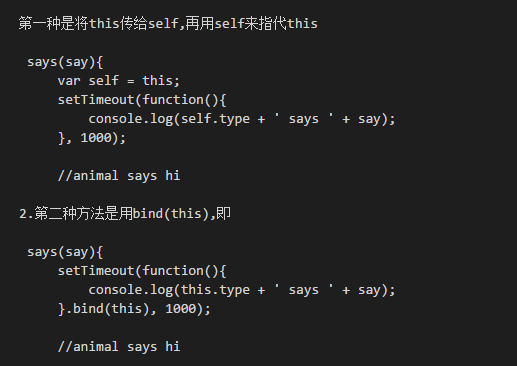 第一种是将this传给self,再用self来指代this
says(say){
var self = this;
setTimeout(function(){
console.log(self.type + ' says ' + say);
}, 1000);
//animal says hi
2.第二种方法是用bind(this),即
says(say){
setTimeout(function(){
console.log(this.type + ' says ' + say);
}.bind(this), 1000);
//animal says hi